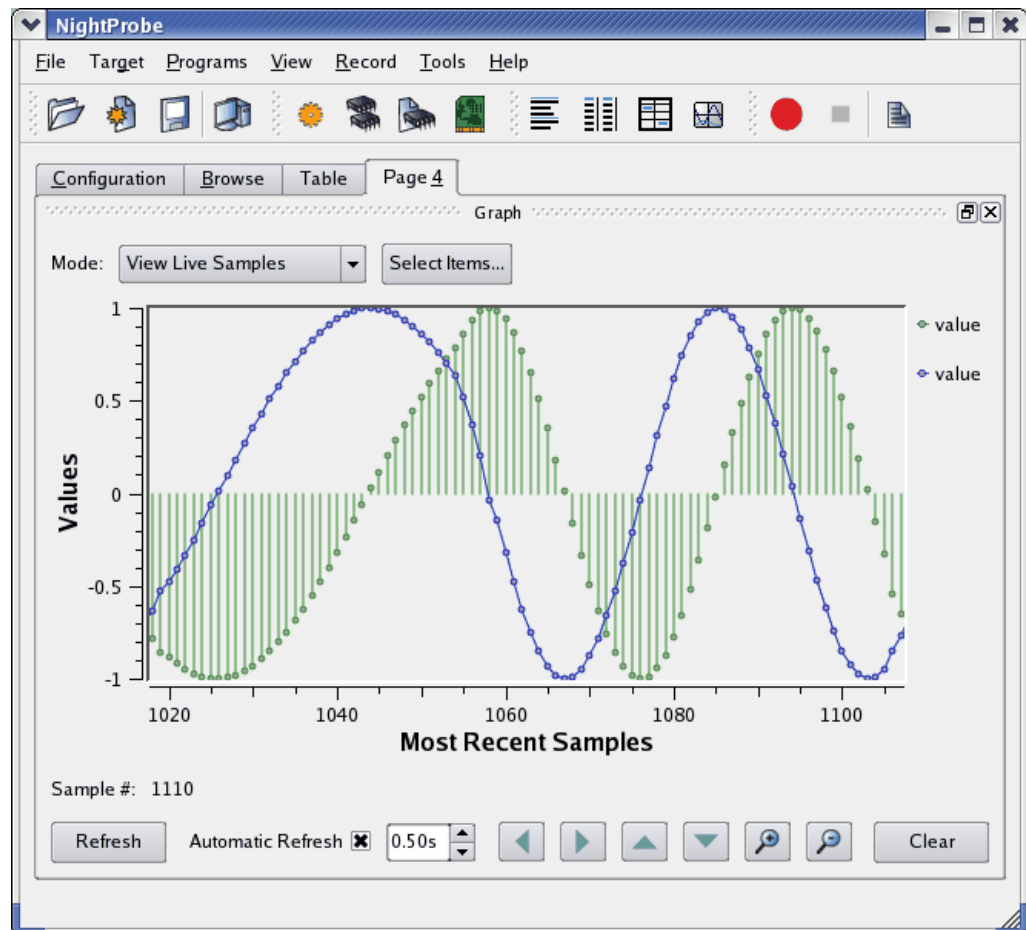 NightProbe
File Target Programs View Record Tools Help
Configuration Browse Table Page 4
Graph
Mode: View Live Samples Select Items...
1
0.5
0
-0.5
-1
Values
value
value
1020 1040 1060 1080 1100
Most Recent Samples
Sample #: 1110
Refresh Automatic Refresh 0.50s Clear